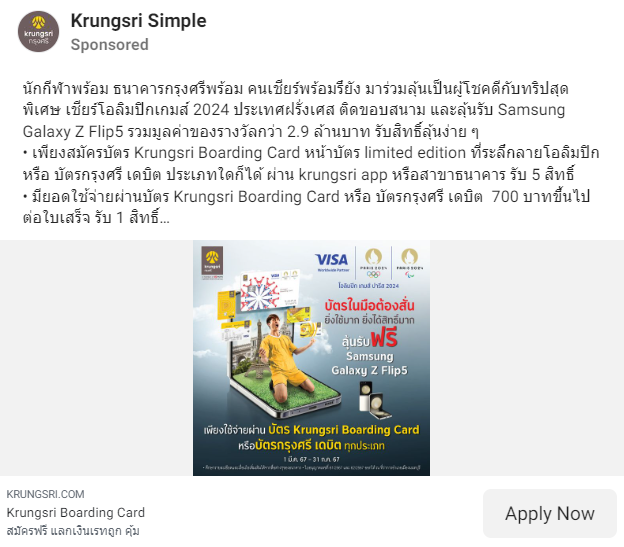 Krungsri Simple
Sponsored
krungsri
กรุงศรี
นักกีฬาพร้อม ธนาคารกรุงศรีพร้อม คนเชียร์พร้อมรึยัง มาร่วมลุ้นเป็นผู้โชคดีกับทริปสุด
พิเศษ เชียร์โอลิมปิกเกมส์ 2024 ประเทศฝรั่งเศส ติดขอบสนาม และลุ้นรับ Samsung
Galaxy Z Flip5 รวมมูลค่าของรางวัลกว่า 2.9 ล้านบาท รับสิทธิ์ลุ้นง่าย ๆ
• เพียงสมัครบัตร Krungsri Boarding Card หน้าบัตร limited edition ที่ระลึกลายโอลิมปิก
หรือ บัตรกรุงศรี เดบิต ประเภทใดก็ได้ ผ่าน krungsri app หรือสาขาธนาคาร รับ 5 สิทธิ์
• มียอดใช้จ่ายผ่านบัตร Krungsri Boarding Card หรือ บัตรกรุงศรี เดบิต 700 บาทขึ้นไป
ต่อใบเสร็จ รับ 1 สิทธิ์...
krungsri
VISA
Worldwide Partner
PARIS 2024
PARIS 2024
โอลิมปิก เกมส์ ปารีส 2024
บัตรในมือต้องสั่น
ยิ่งใช้มาก ยิ่งได้สิทธิ์มาก
ลุ้นรับฟรี
Samsung
Galaxy Z Flip5
เพียงใช้จ่ายผ่าน บัตร Krungsri Boarding Card
หรือบัตรกรุงศรี เดบิต ทุกประเภท
1 มี.ค. 67 - 31 ก.ค. 67
KRUNGSRI.COM
Krungsri Boarding Card
สมัครฟรี แลกเงินเรทถูก คุ้ม
Apply Now